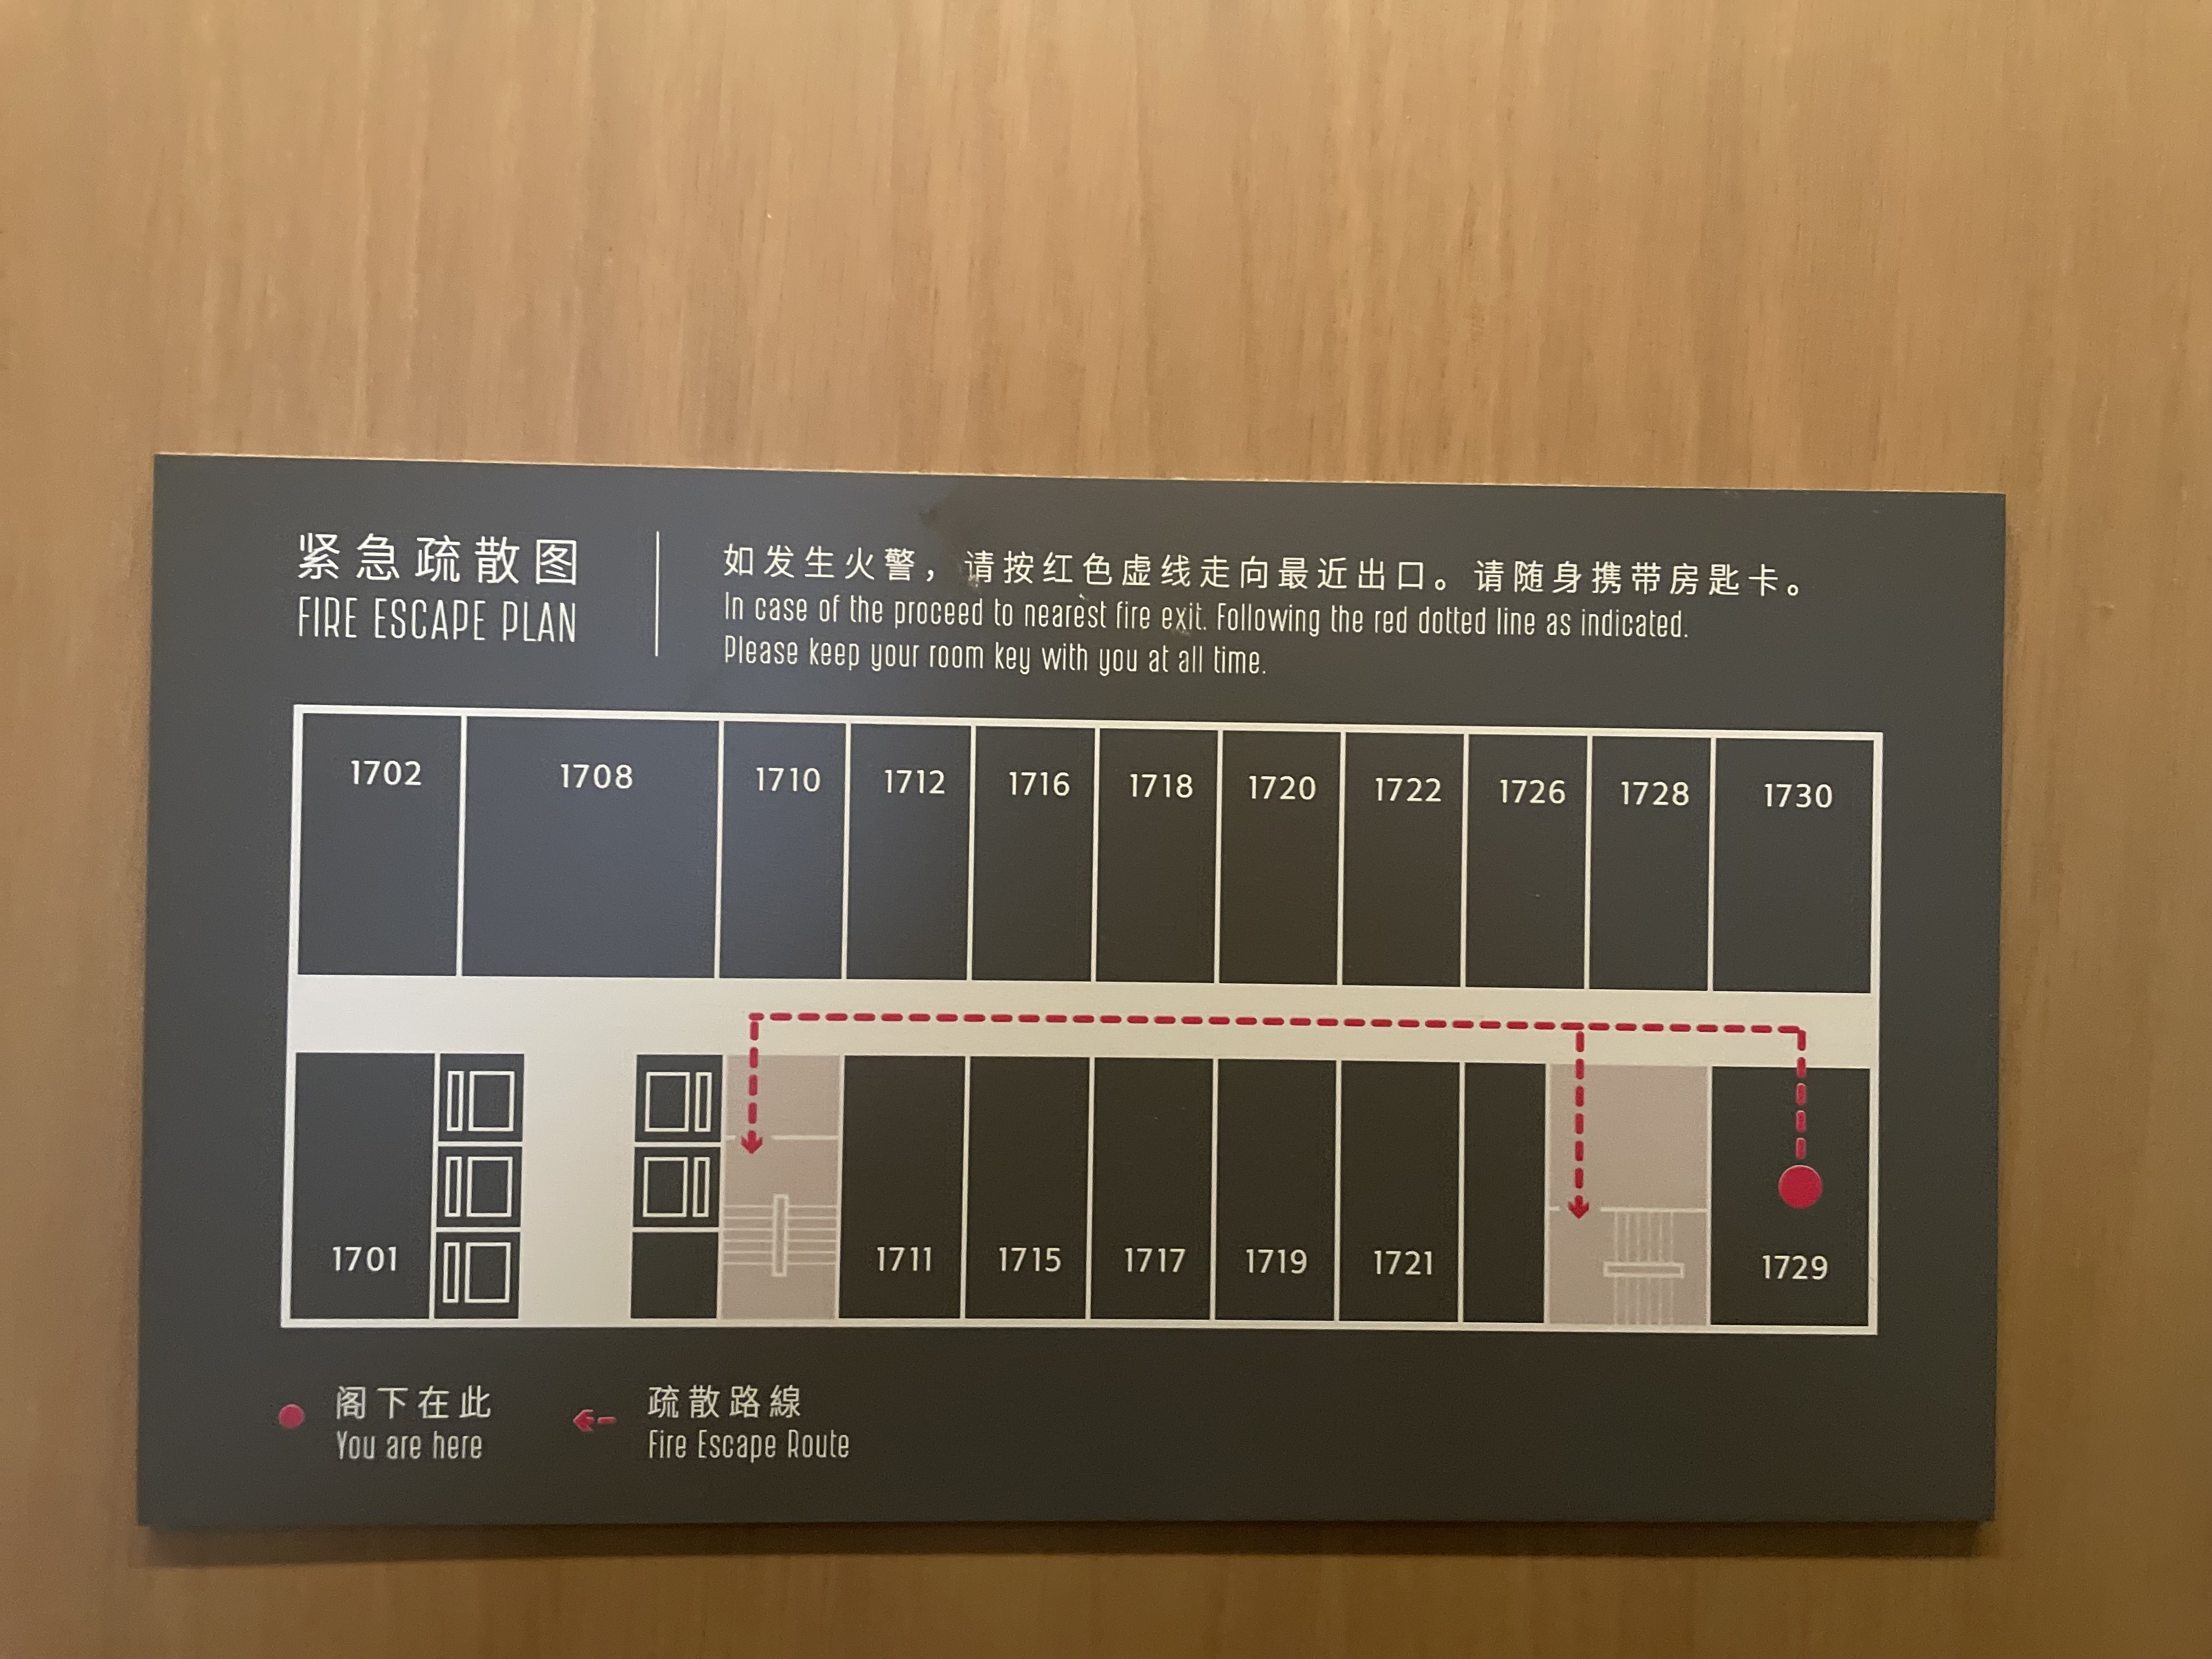 紧急疏散图
FIRE ESCAPE PLAN
如发生火警，请按红色虚线走向最近出口。请随身携带房匙卡。
In case of the proceed to nearest fire exit. Following the red dotted line as indicated.
Please keep your room key with you at all time.
1702 1708 1710 1712 1716 1718 1720 1722 1726 1728 1730
1701 1711 1715 1717 1719 1721 1729
阁下在此 疏散路線
You are here Fire Escape Route